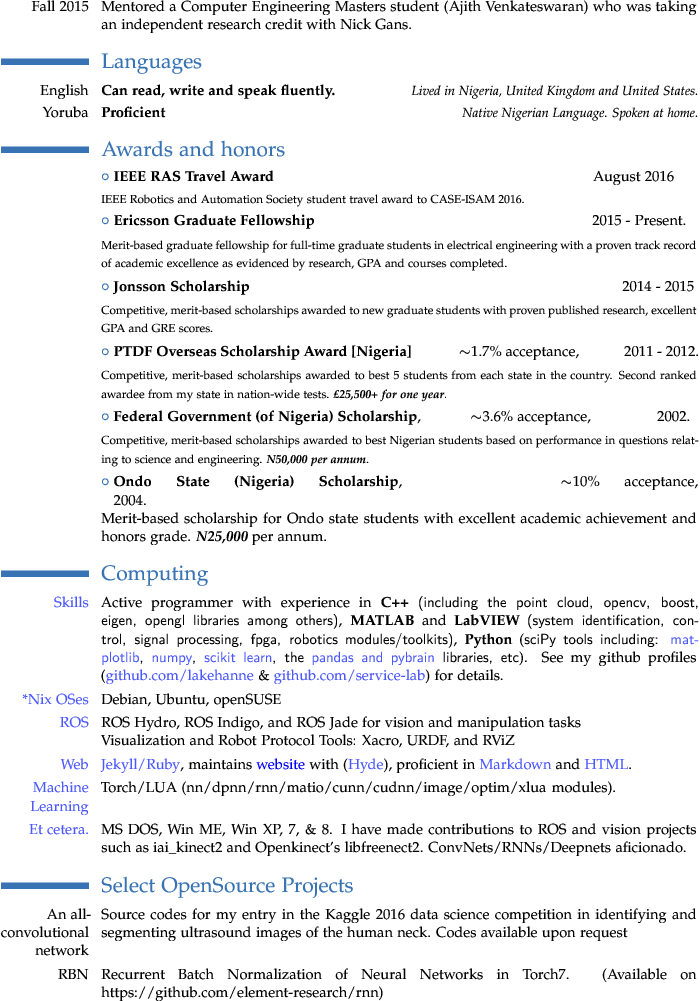 Fall 2015 Mentored a Computer Engineering Masters student (Ajith Venkateswaran) who was taking
an independent research credit with Nick Gans.
Languages
English Can read, write and speak fluently. Lived in Nigeria, United Kingdom and United States.
Yoruba Proficient Native Nigerian Language. Spoken at home.
Awards and honors
○ IEEE RAS Travel Award August 2016
IEEE Robotics and Automation Society student travel award to CASE-ISAM 2016.
○ Ericsson Graduate Fellowship 2015 - Present.
Merit-based graduate fellowship for full-time graduate students in electrical engineering with a proven track record
of academic excellence as evidenced by research, GPA and courses completed.
○ Jonsson Scholarship 2014 - 2015
Competitive, merit-based scholarships awarded to new graduate students with proven published research, excellent
GPA and GRE scores.
○ PTDF Overseas Scholarship Award [Nigeria] ∼1.7% acceptance, 2011 - 2012.
Competitive, merit-based scholarships awarded to best 5 students from each state in the country. Second ranked
awardee from my state in nation-wide tests. £25,500+ for one year.
○ Federal Government (of Nigeria) Scholarship, ∼3.6% acceptance, 2002.
Competitive, merit-based scholarships awarded to best Nigerian students based on performance in questions relat-
ing to science and engineering. N50,000 per annum.
○ Ondo State (Nigeria) Scholarship, ∼10% acceptance,
2004.
Merit-based scholarship for Ondo state students with excellent academic achievement and
honors grade. N25,000 per annum.
Computing
Skills Active programmer with experience in C++ (including the point cloud, opencv, boost,
eigen, opengl libraries among others), MATLAB and LabVIEW (system identification, con-
trol, signal processing, fpga, robotics modules/toolkits), Python (sciPy tools including: mat-
plotlib, numpy, scikit learn, the pandas and pybrain libraries, etc). See my github profiles
(github.com/lakehanne & github.com/service-lab) for details.
*Nix OSes Debian, Ubuntu, openSUSE
ROS ROS Hydro, ROS Indigo, and ROS Jade for vision and manipulation tasks
Visualization and Robot Protocol Tools: Xacro, URDF, and RViZ
Web Jekyll/Ruby, maintains website with (Hyde), proficient in Markdown and HTML.
Machine Torch/LUA (nn/dpnn/rnn/matio/cunn/cudnn/image/optim/xlua modules).
Learning
Et cetera. MS DOS, Win ME, Win XP, 7, & 8. I have made contributions to ROS and vision projects
such as iai_kinect2 and Openkinect's libfreenect2. ConvNets/RNNs/Deepnets aficionado.
Select OpenSource Projects
An all- Source codes for my entry in the Kaggle 2016 data science competition in identifying and
convolutional segmenting ultrasound images of the human neck. Codes available upon request
network
RBN Recurrent Batch Normalization of Neural Networks in Torch7. (Available on
https://github.com/element-research/rnn)